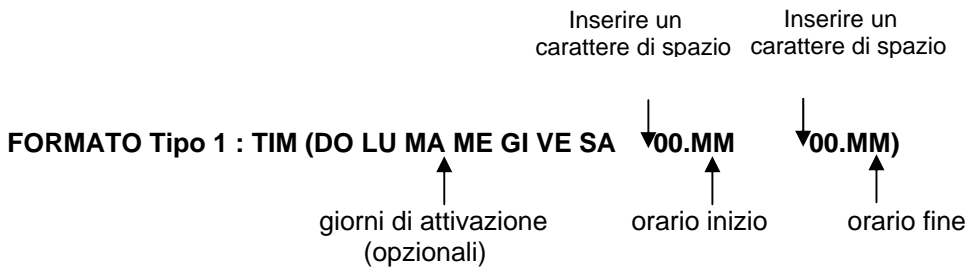 Inserire un
carattere di spazio
Inserire un
carattere di spazio
FORMATO Tipo 1 : TIM (DO LU MA ME GI VE SA 00.MM 00.MM)
giorni di attivazione
(opzionali)
orario inizio
orario fine